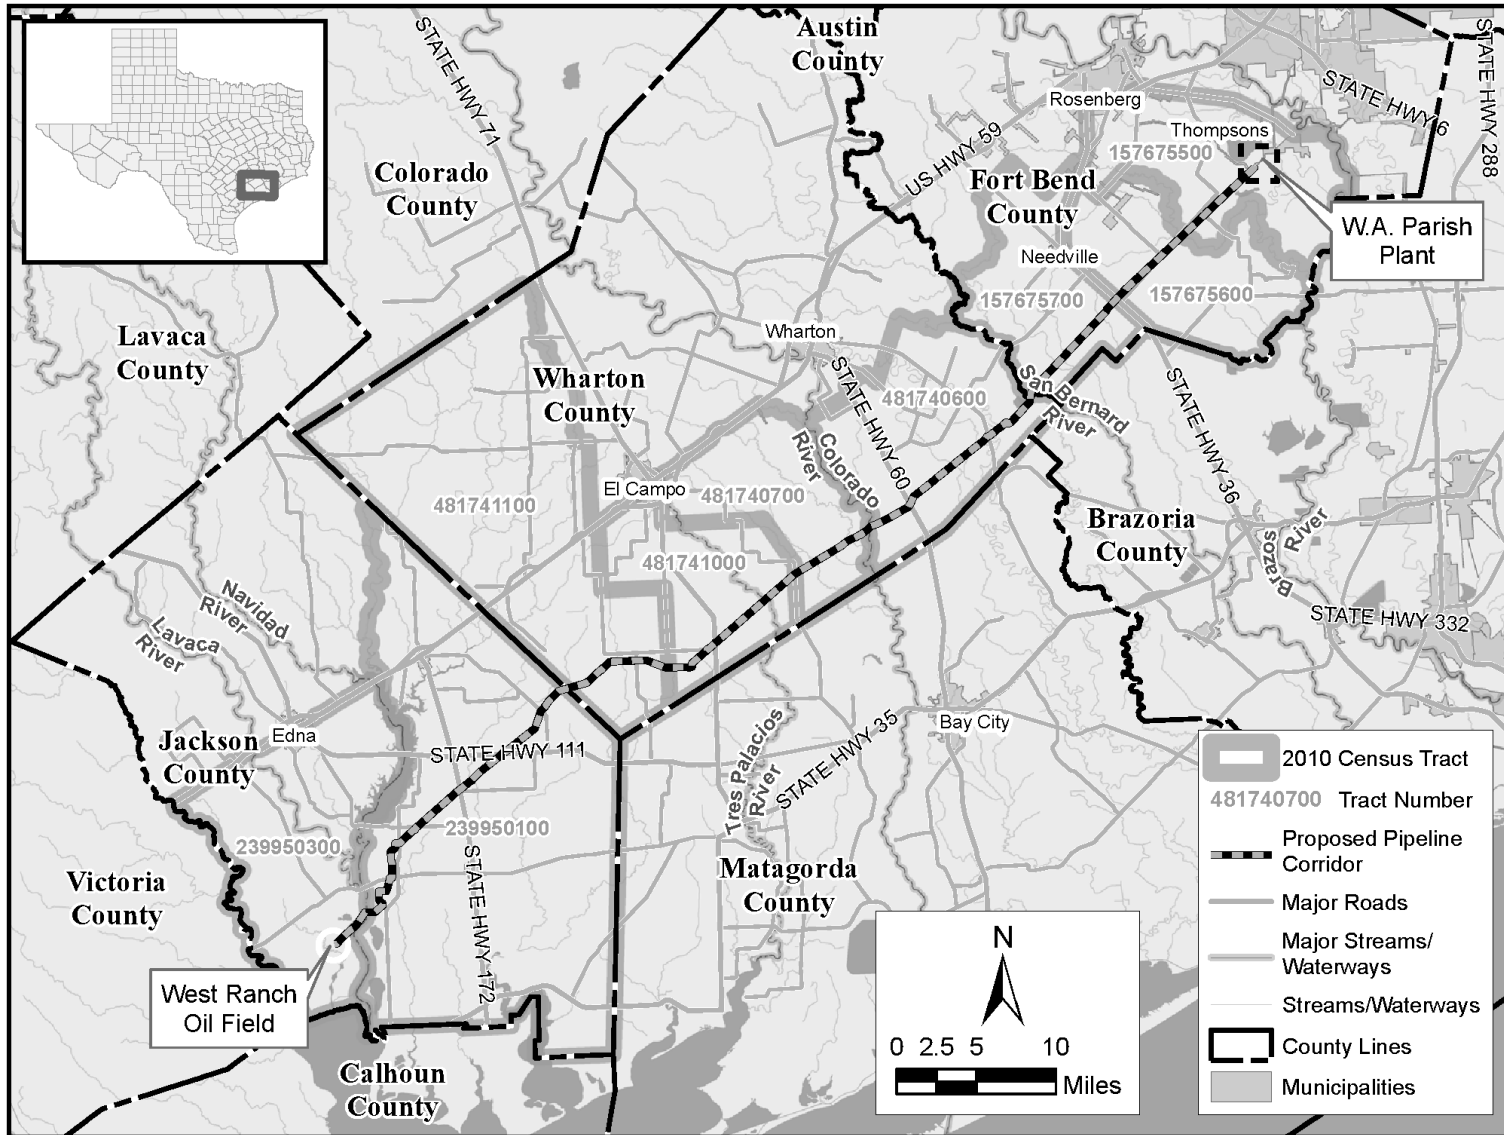 Austin
County
STATE HWY 71
STATE HWY 288
STATE HWY 6
Rosenberg
Thompsons
157675500
US HWY 59
Colorado
County
Fort Bend
County
W.A. Parish
Plant
Needville
157675600
157675700
Lavaca
County
Wharton
Wharton
County
STATE HWY 60
481740600
San Bernard
River
STATE HWY 36
Colorado
River
El Campo
481740700
481741100
481741000
Brazoria
County
Brazos
River
STATE HWY 332
Navidad
River
Lavaca
River
Edna
Jackson
County
STATE HWY 111
Tres Palacios
River
STATE HWY 35
Bay City
239950100
239950300
STATE HWY 172
Matagorda
County
Victoria
County
West Ranch
Oil Field
Calhoun
County
N
0 2.5 5 10
Miles
2010 Census Tract
481740700 Tract Number
Proposed Pipeline
Corridor
Major Roads
Major Streams/
Waterways
Streams/Waterways
County Lines
Municipalities